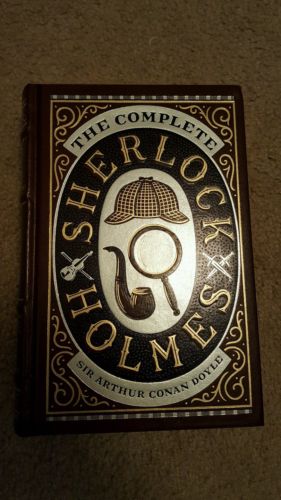 THE COMPLETE
SHERLOCK
HOLMES
SIR ARTHUR CONAN DOYLE